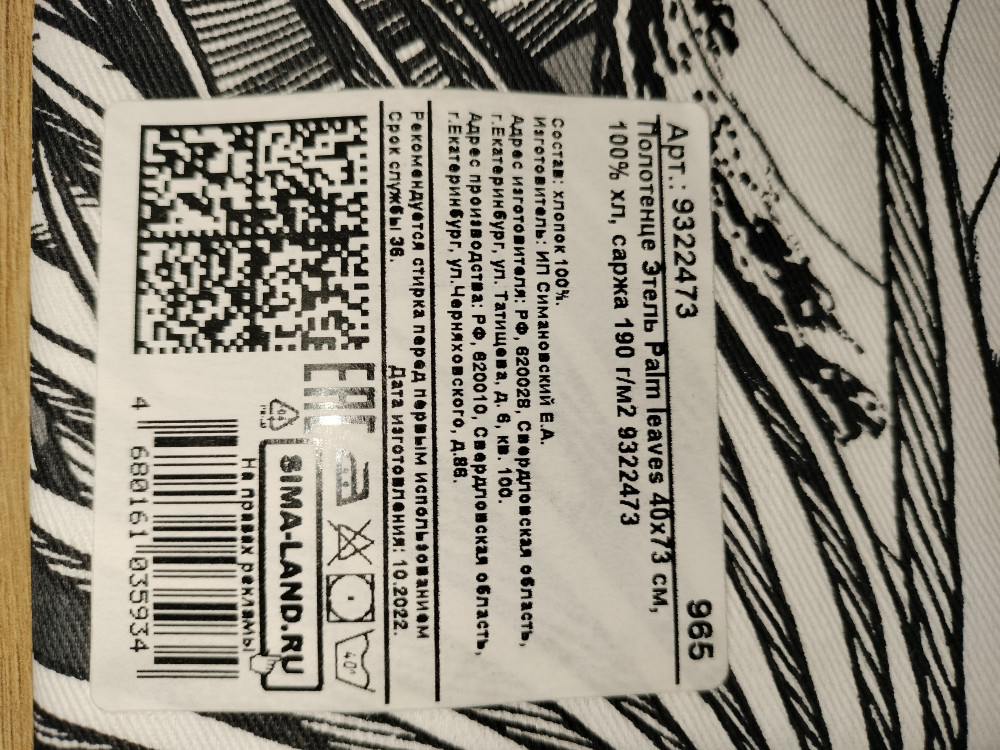 Арт.: 9322473 965
Полотенце Этель Palm leaves 40х73 см,
100% хл, саржа 190 г/м2 9322473
Состав: хлопок 100%.
Изготовитель: ИП Симановский Е.А.
Адрес изготовителя: РФ, 620028, Свердловская область,
г.Екатеринбург, ул. Татищева, д. 6, кв. 100.
Адрес производства: РФ, 620010, Свердловская область,
г.Екатеринбург, ул.Черняховского, д.86.
Рекомендуется стирка перед первым использованием
Срок службы 36. Дата изготовления: 10.2022.
EAC
40°
SIMA-LAND.RU
На правах рекламы
4 680161 035934